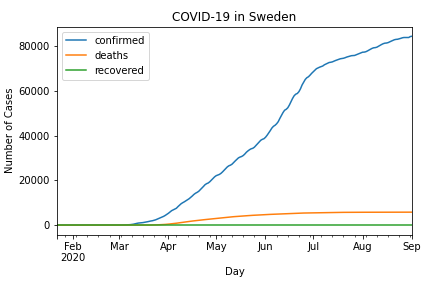 COVID-19 in Sweden
confirmed
deaths
recovered
Number of Cases
80000
60000
40000
20000
0
Feb Mar Apr May Jun Jul Aug Sep
2020
Day